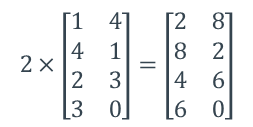 2 × [1 4; 4 1; 2 3; 3 0] = [2 8; 8 2; 4 6; 6 0]